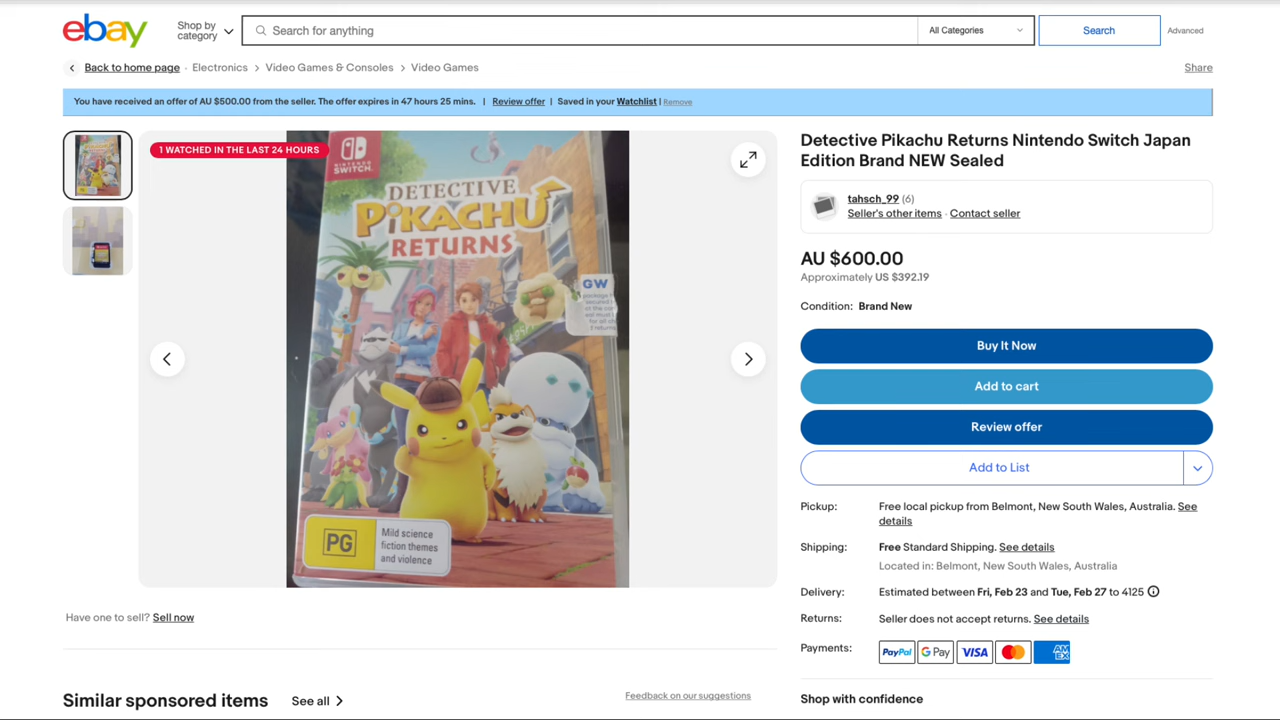 ebay
Shop by
category
Search for anything
All Categories
Search
Advanced
Back to home page · Electronics > Video Games & Consoles > Video Games
Share
You have received an offer of AU $500.00 from the seller. The offer expires in 47 hours 25 mins. | Review offer | Saved in your Watchlist | Remove
1 WATCHED IN THE LAST 24 HOURS
NINTENDO
SWITCH
DETECTIVE
PiKACHU
RETURNS
GW
PG
Mild science
fiction themes
and violence
Detective Pikachu Returns Nintendo Switch Japan
Edition Brand NEW Sealed
tahsch_99 (6)
Seller's other items · Contact seller
AU $600.00
Approximately US $392.19
Condition: Brand New
Buy It Now
Add to cart
Review offer
Add to List
Pickup: Free local pickup from Belmont, New South Wales, Australia. See
details
Shipping: Free Standard Shipping. See details
Located in: Belmont, New South Wales, Australia
Delivery: Estimated between Fri, Feb 23 and Tue, Feb 27 to 4125
Returns: Seller does not accept returns. See details
Payments: PayPal G Pay VISA AMEX
Have one to sell? Sell now
Similar sponsored items See all >
Feedback on our suggestions
Shop with confidence